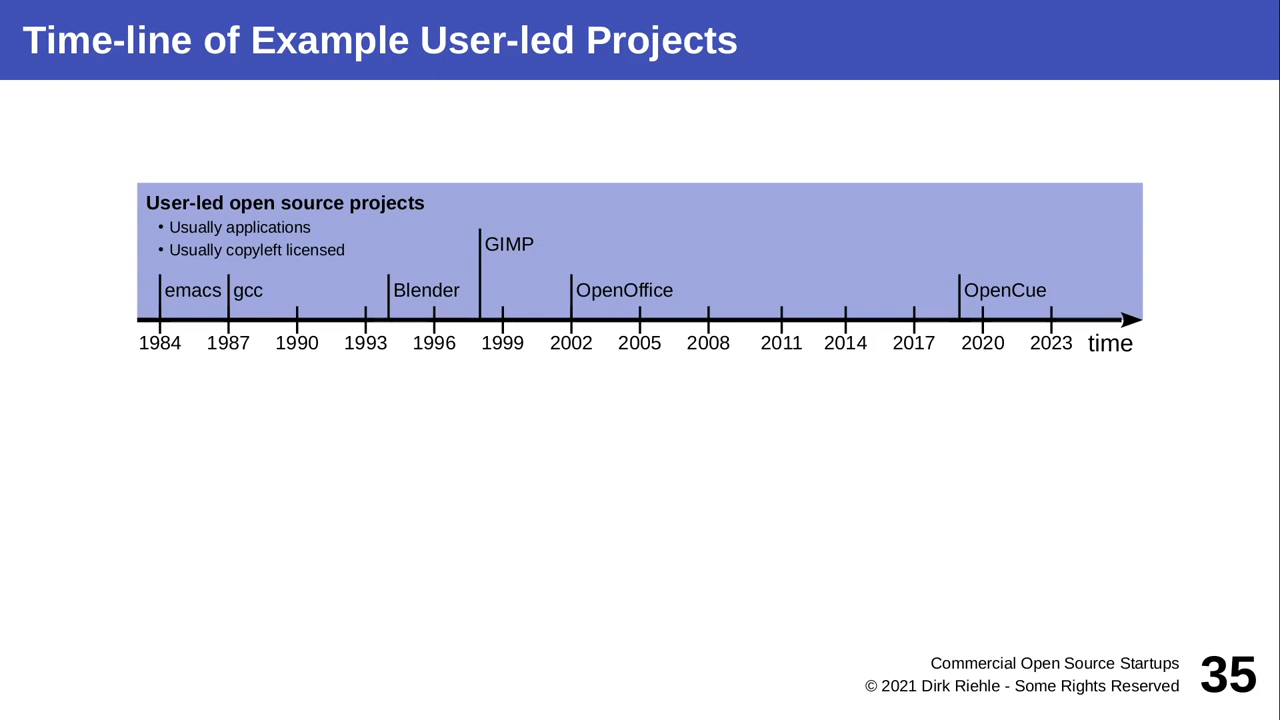 Time-line of Example User-led Projects
User-led open source projects
• Usually applications
• Usually copyleft licensed
GIMP
emacs gcc Blender OpenOffice OpenCue
1984 1987 1990 1993 1996 1999 2002 2005 2008 2011 2014 2017 2020 2023 time
Commercial Open Source Startups
© 2021 Dirk Riehle - Some Rights Reserved
35